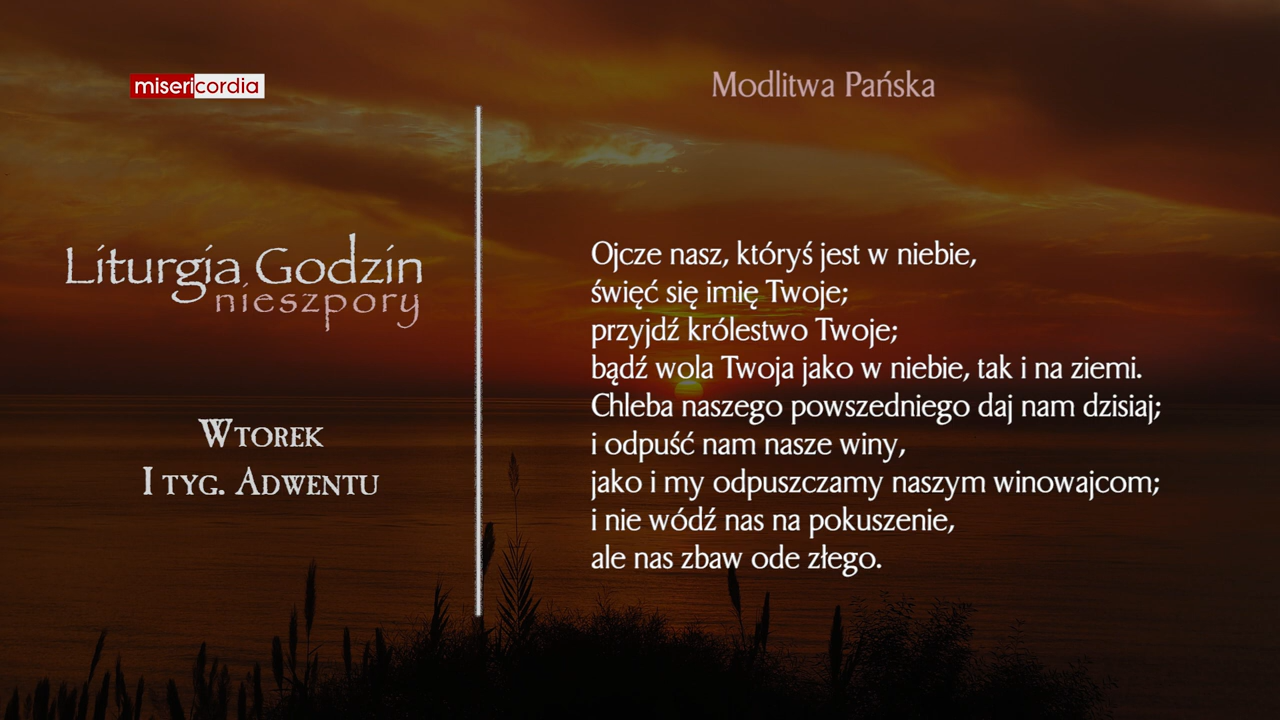 misericordia
Liturgia Godzin
nieszpory
Wtorek
I tyg. Adwentu
Modlitwa Pańska
Ojcze nasz, któryś jest w niebie,
święć się imię Twoje;
przyjdź królestwo Twoje;
bądź wola Twoja jako w niebie, tak i na ziemi.
Chleba naszego powszedniego daj nam dzisiaj;
i odpuść nam nasze winy,
jako i my odpuszczamy naszym winowajcom;
i nie wódź nas na pokuszenie,
ale nas zbaw ode złego.